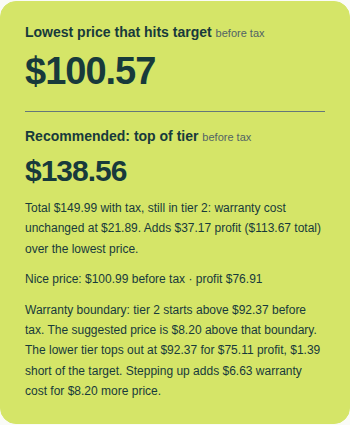 Lowest price that hits target before tax
$100.57
Recommended: top of tier before tax
$138.56
Total $149.99 with tax, still in tier 2: warranty cost
unchanged at $21.89. Adds $37.17 profit ($113.67 total)
over the lowest price.
Nice price: $100.99 before tax · profit $76.91
Warranty boundary: tier 2 starts above $92.37 before
tax. The suggested price is $8.20 above that boundary.
The lower tier tops out at $92.37 for $75.11 profit, $1.39
short of the target. Stepping up adds $6.63 warranty
cost for $8.20 more price.